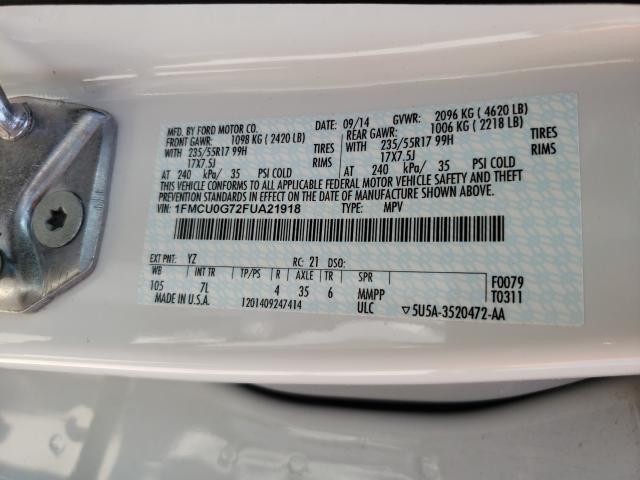 MFD. BY FORD MOTOR CO. DATE: 09/14 GVWR: 2096 KG ( 4620 LB)
FRONT GAWR: 1098 KG ( 2420 LB) REAR GAWR: 1006 KG ( 2218 LB)
WITH 235/55R17 99H TIRES WITH 235/55R17 99H TIRES
17X7.5J RIMS 17X7.5J RIMS
AT 240 kPa/ 35 PSI COLD AT 240 kPa/ 35 PSI COLD
THIS VEHICLE CONFORMS TO ALL APPLICABLE FEDERAL MOTOR VEHICLE SAFETY AND THEFT
PREVENTION STANDARDS IN EFFECT ON THE DATE OF MANUFACTURE SHOWN ABOVE.
VIN: 1FMCU0G72FUA21918 TYPE: MPV
EXT PNT: YZ RC: 21 DSO:
WB INT TR TP/PS R AXLE TR SPR F0079
105 7L 4 35 6 MMPP T0311
MADE IN U.S.A. 1201409247414 ULC ▽5U5A-3520472-AA